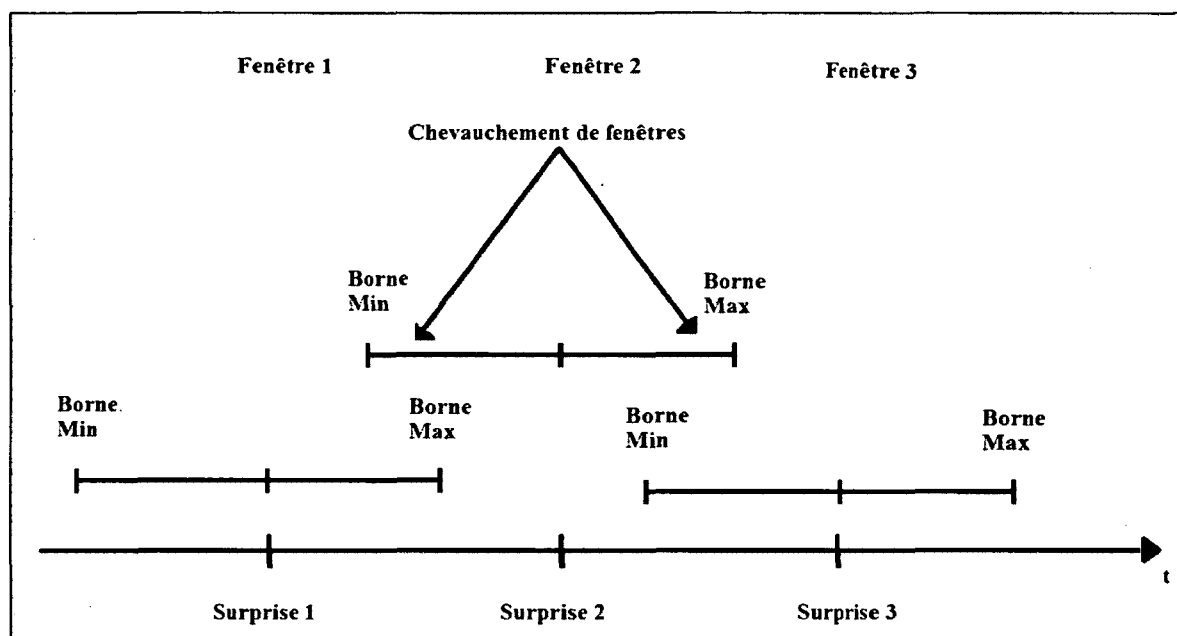 Fenêtre 1
Fenêtre 2
Fenêtre 3
Chevauchement de fenêtres
Borne
Min
Borne
Max
Borne
Min
Borne
Max
Borne
Min
Borne
Max
t
Surprise 1
Surprise 2
Surprise 3